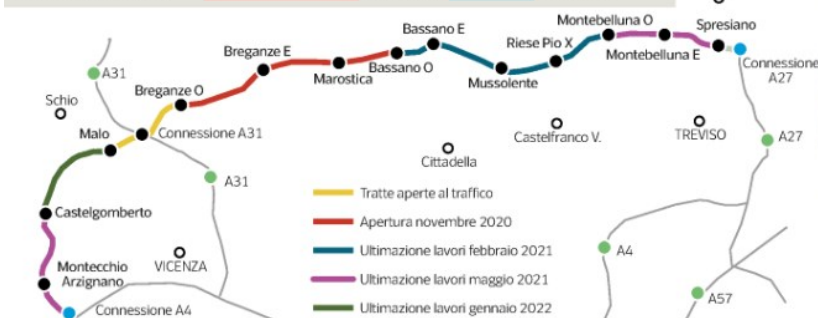 Montebelluna O
Spresiano
Bassano E
Riese Pio X
Breganze E
Montebelluna E
Connessione
A27
Bassano O
Marostica
Mussolente
A31
Breganze O
Schio
Malo
Connessione A31
Castelfranco V.
TREVISO
A27
Cittadella
A31
Tratte aperte al traffico
Castelgomberto
Apertura novembre 2020
Ultimazione lavori febbraio 2021
A4
VICENZA
Montecchio
Arzignano
Ultimazione lavori maggio 2021
A57
Connessione A4
Ultimazione lavori gennaio 2022